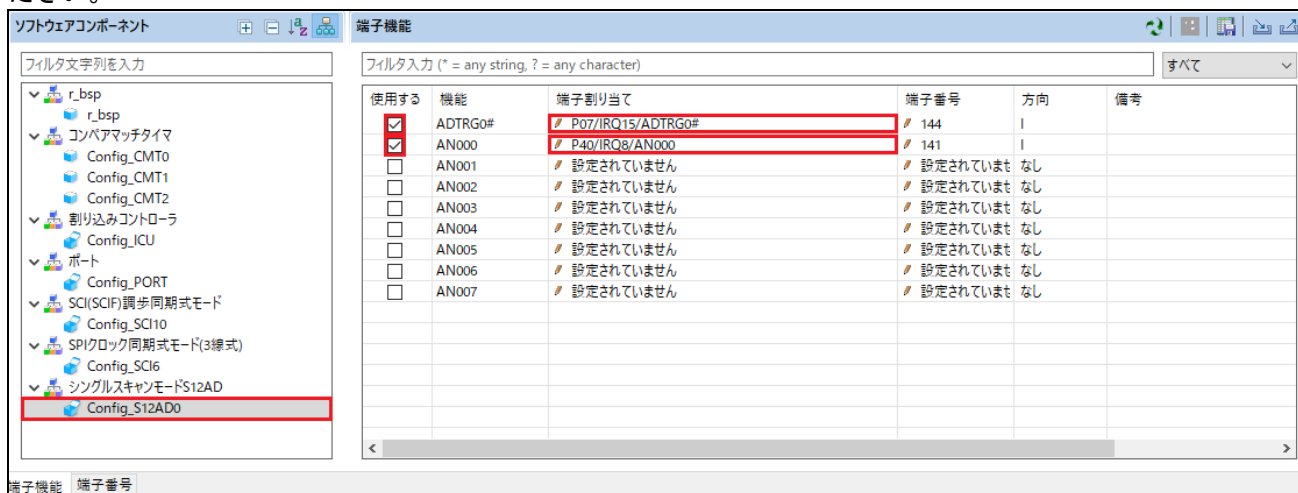 ださい。
ソフトウェアコンポーネント
端子機能
フィルタ文字列を入力
フィルタ入力 (* = any string, ? = any character)
すべて
r_bsp
r_bsp
コンペアマッチタイマ
Config_CMT0
Config_CMT1
Config_CMT2
割り込みコントローラ
Config_ICU
ポート
Config_PORT
SCI(SCIF)調歩同期式モード
Config_SCI10
SPIクロック同期式モード(3線式)
Config_SCI6
シングルスキャンモードS12AD
Config_S12AD0
使用する 機能 端子割り当て 端子番号 方向 備考
ADTRG0# P07/IRQ15/ADTRG0# 144 I
AN000 P40/IRQ8/AN000 141 I
AN001 設定されていません 設定されていませ なし
AN002 設定されていません 設定されていませ なし
AN003 設定されていません 設定されていませ なし
AN004 設定されていません 設定されていませ なし
AN005 設定されていません 設定されていませ なし
AN006 設定されていません 設定されていませ なし
AN007 設定されていません 設定されていませ なし
端子機能 端子番号